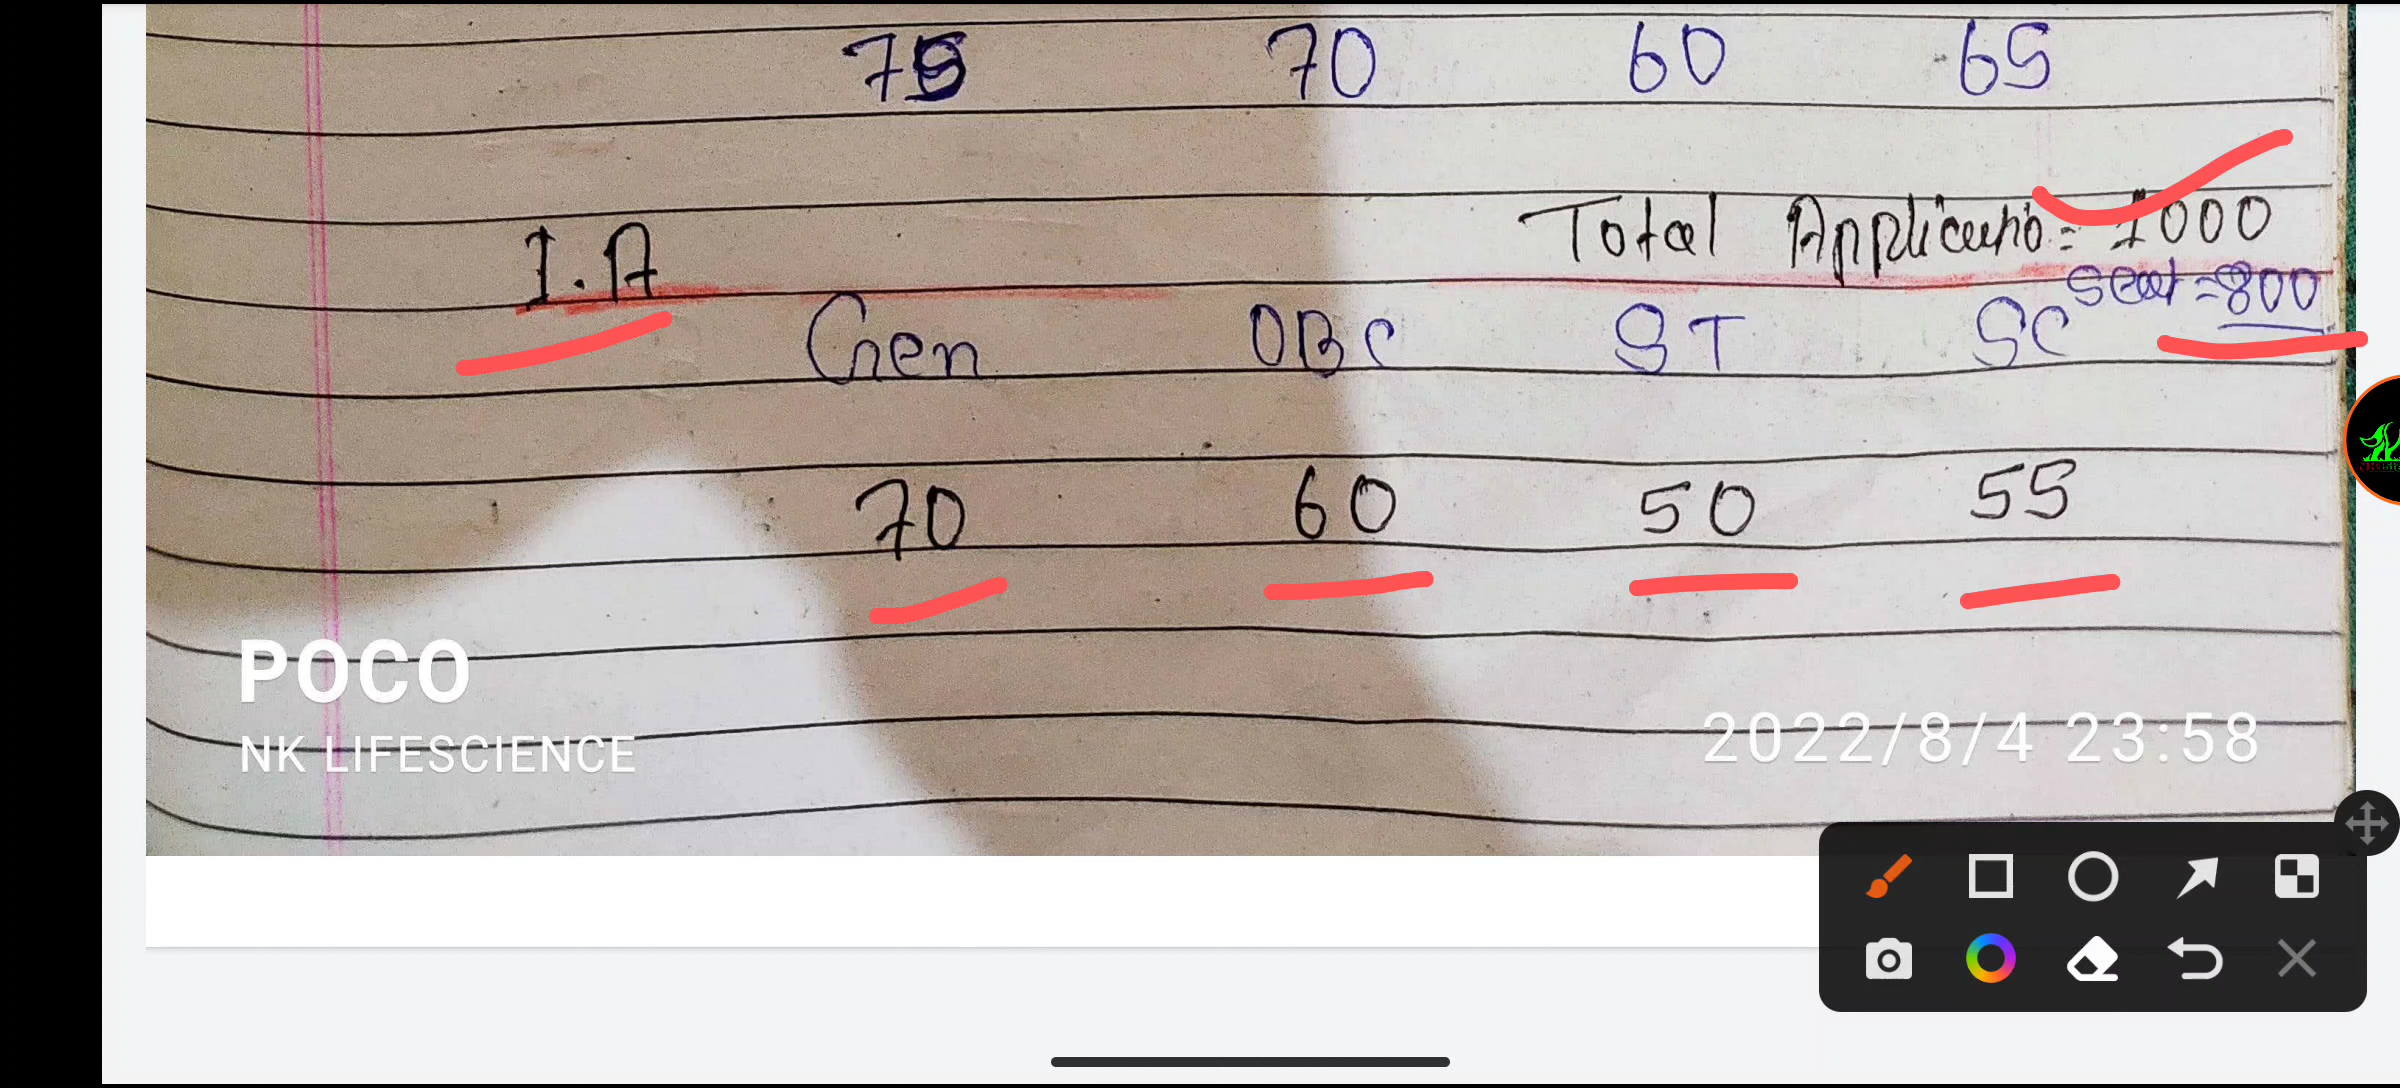 75 70 60 65
I.A Total Applicatio = 1000
Seat = 800
Gen OBC ST SC
70 60 50 55
POCO
NK LIFESCIENCE
2022/8/4 23:58